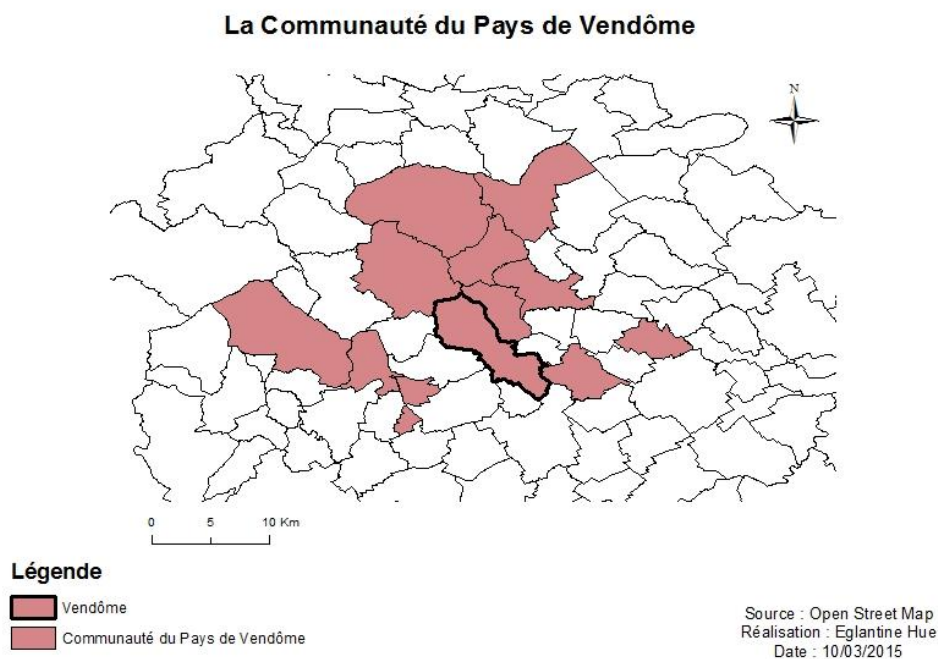 La Communauté du Pays de Vendôme
N
0 5 10 Km
Légende
Vendôme
Communauté du Pays de Vendôme
Source : Open Street Map
Réalisation : Eglantine Hue
Date : 10/03/2015